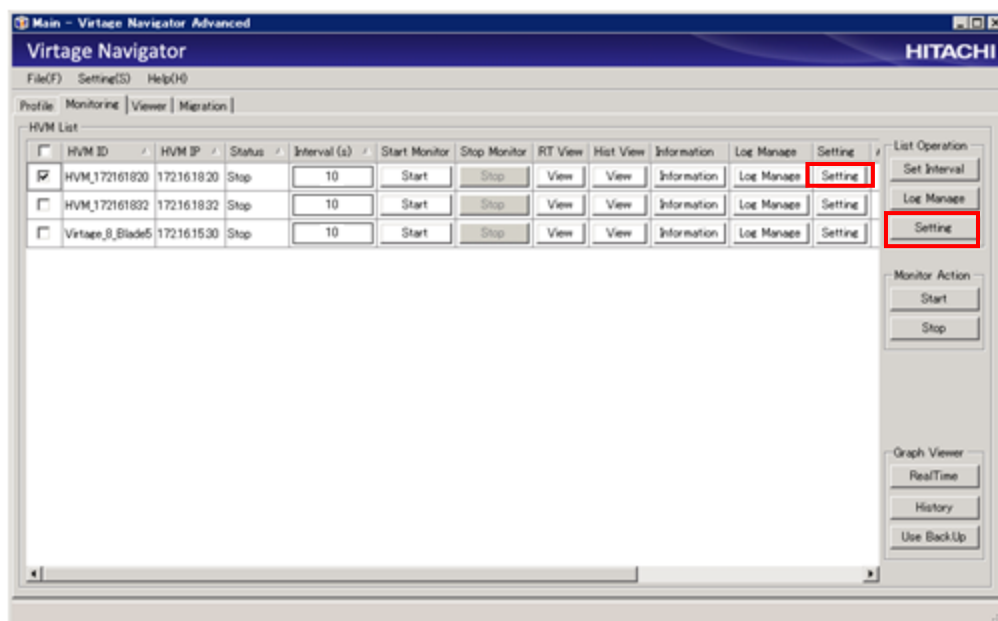 Main - Virtage Navigator Advanced
Virtage Navigator HITACHI
File(F) Setting(S) Help(H)
Profile Monitoring Viewer Migration
HVM List
HVM ID HVM IP Status Interval (s) Start Monitor Stop Monitor RT View Hist View Information Log Manage Setting
HVM_172161820 172.16.18.20 Stop 10 Start Stop View View Information Log Manage Setting
HVM_172161832 172.16.18.32 Stop 10 Start Stop View View Information Log Manage Setting
Virtage_8_Blade5 172.16.15.30 Stop 10 Start Stop View View Information Log Manage Setting
List Operation
Set Interval
Log Manage
Setting
Monitor Action
Start
Stop
Graph Viewer
RealTime
History
Use BackUp